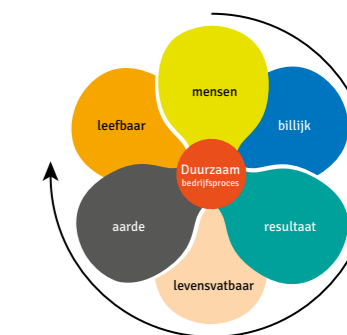 mensen
billijk
leefbaar
Duurzaam
bedrijfsproces
resultaat
aarde
levensvatbaar